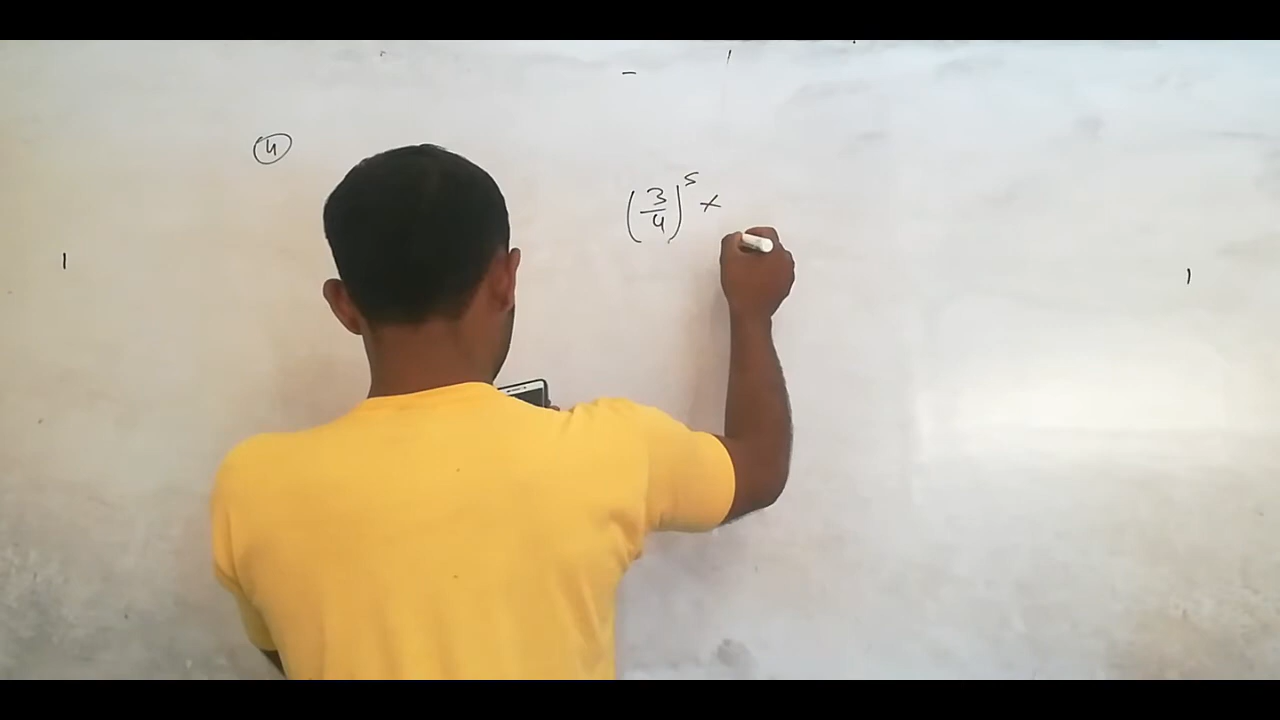 ④
(3/4)⁵ ×